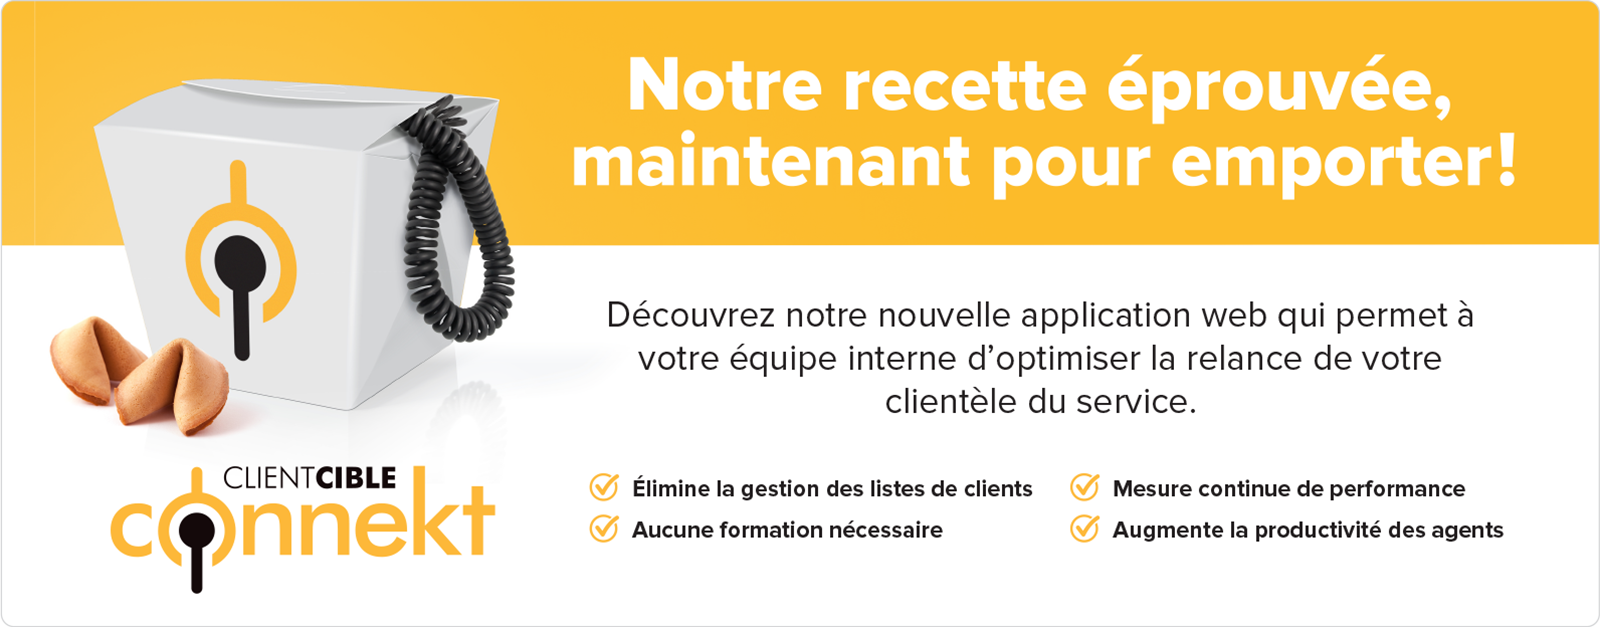 Notre recette éprouvée,
maintenant pour emporter!
Découvrez notre nouvelle application web qui permet à
votre équipe interne d’optimiser la relance de votre
clientèle du service.
Élimine la gestion des listes de clients
Aucune formation nécessaire
Mesure continue de performance
Augmente la productivité des agents
CLIENTCIBLE
connekt